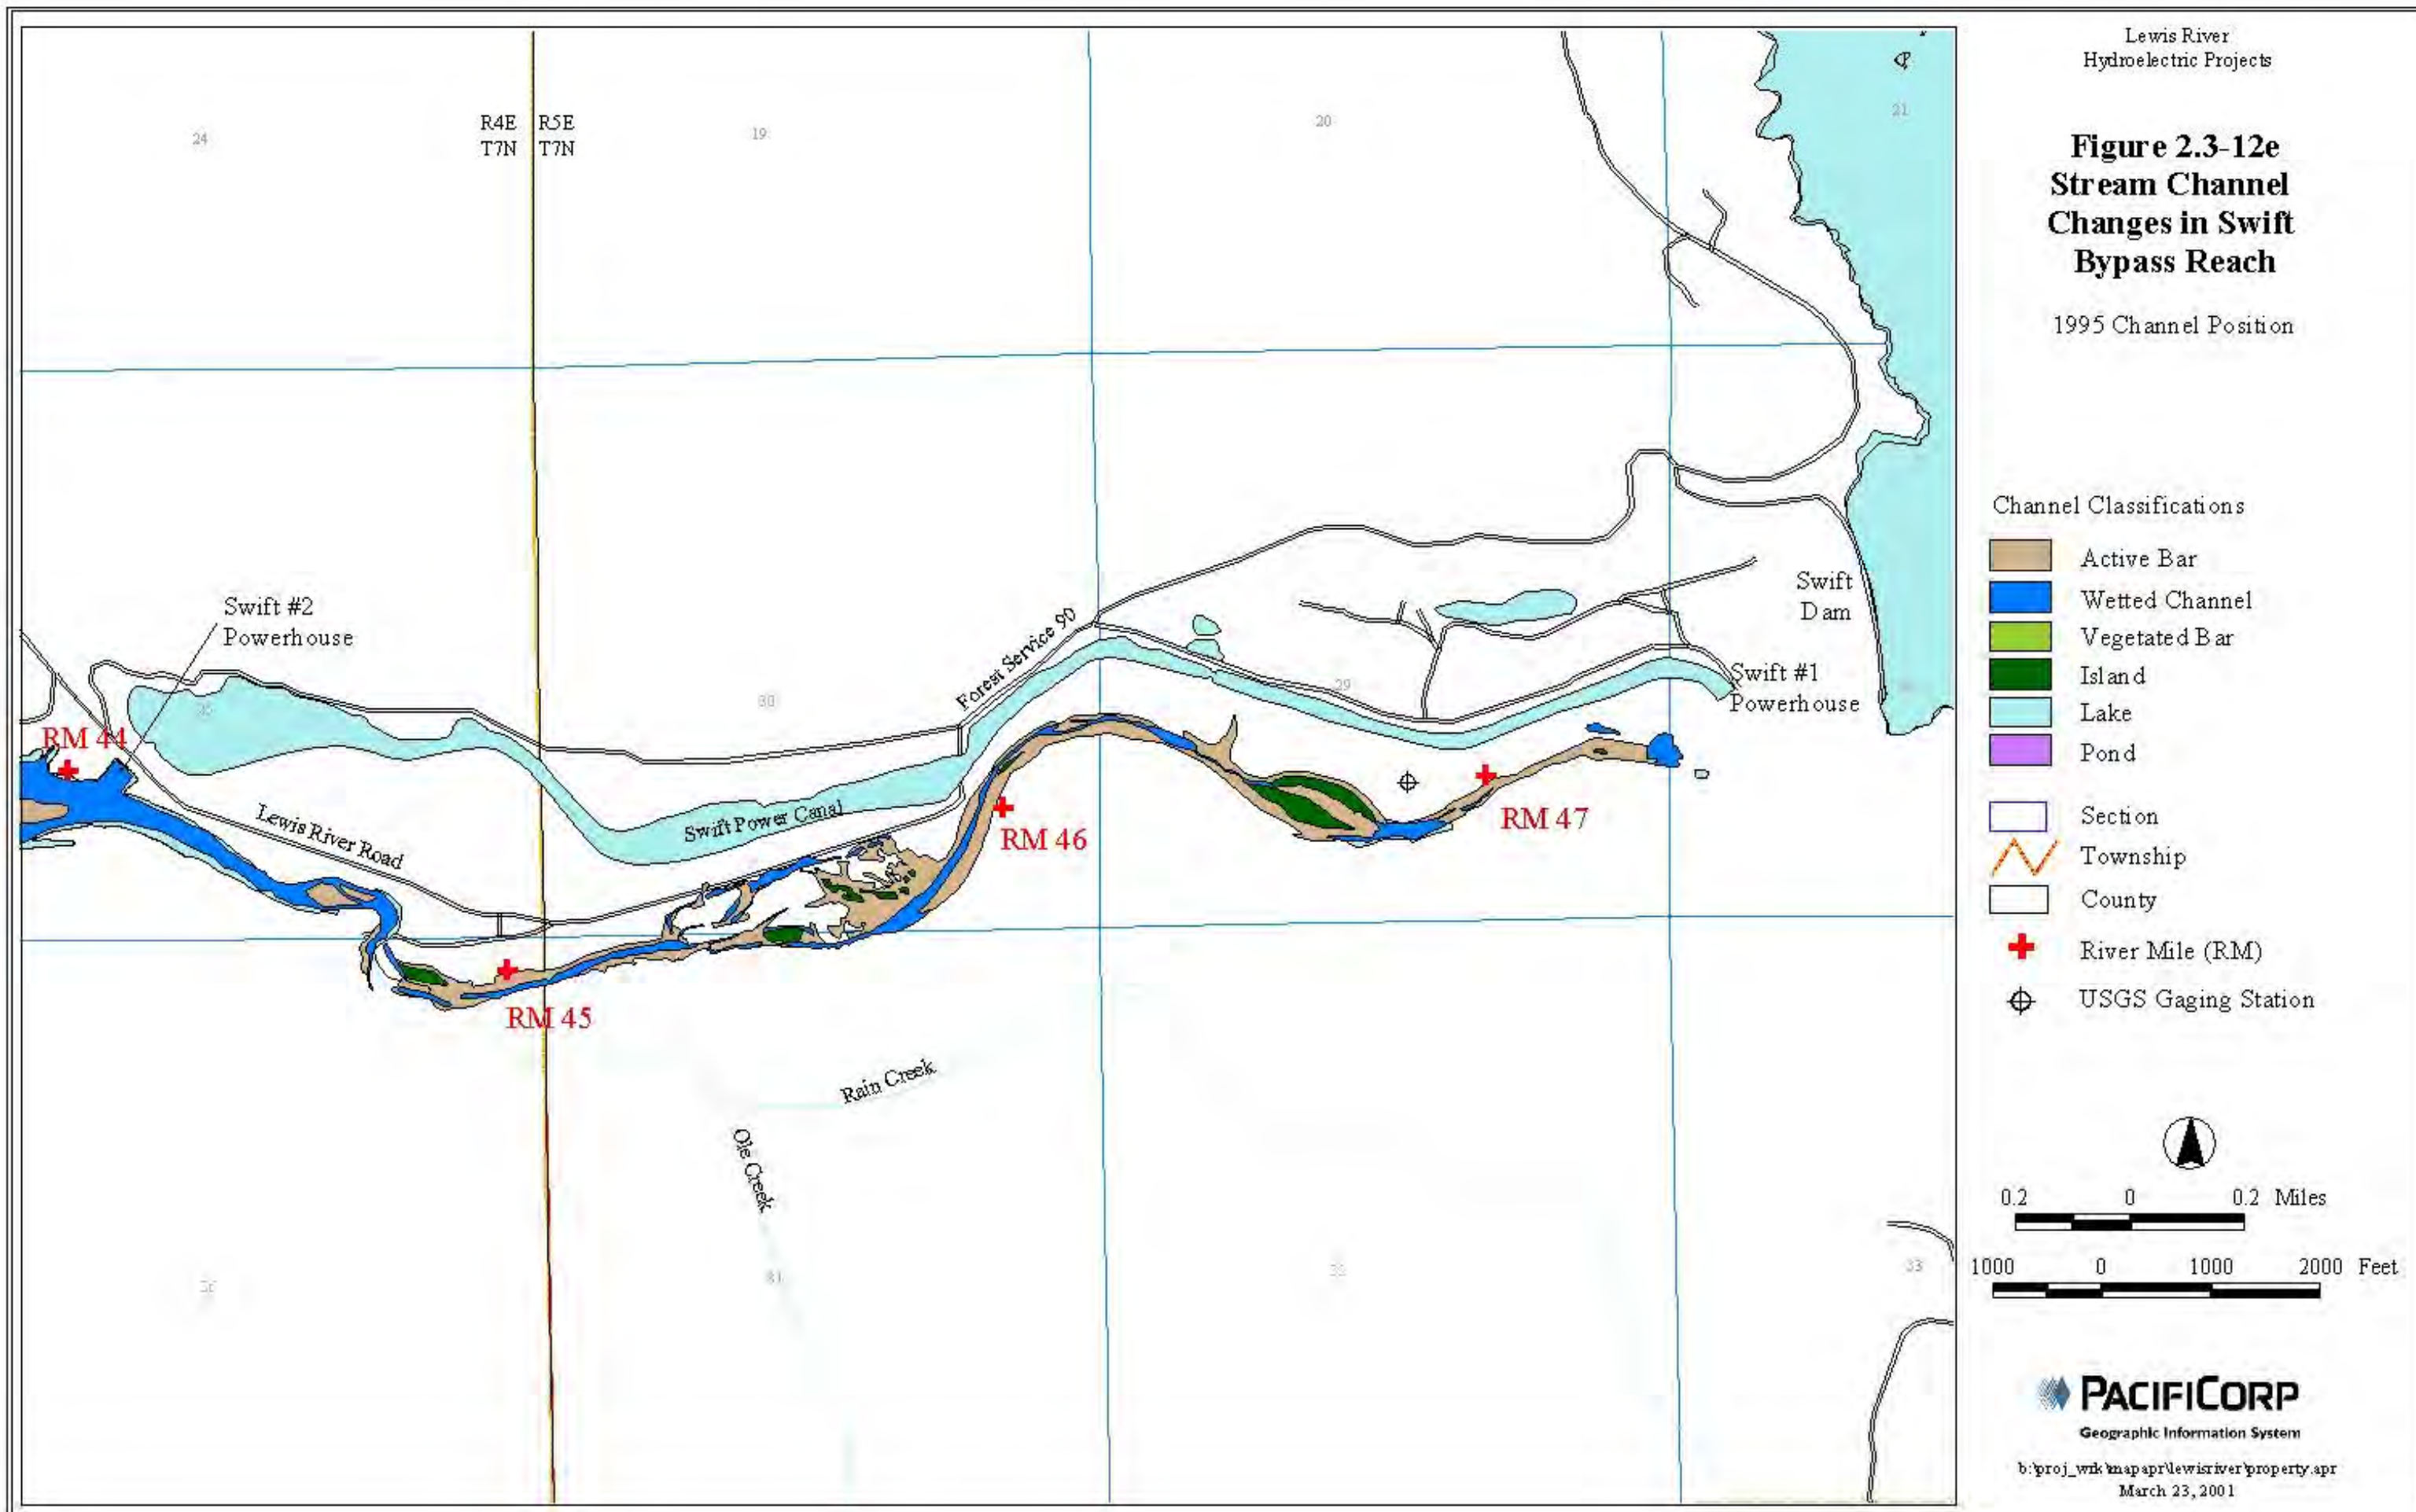 Lewis River
Hydroelectric Projects
Figure 2.3-12e
Stream Channel
Changes in Swift
Bypass Reach
1995 Channel Position
24
R4E R5E
T7N T7N
19
20
21
Swift #2
Powerhouse
Forest Service 90
Swift
Dam
Swift #1
Powerhouse
30
29
RM 44
Lewis River Road
Swift Power Canal
RM 46
RM 47
RM 45
Rain Creek
Ole Creek
31
33
Channel Classifications
Active Bar
Wetted Channel
Vegetated Bar
Island
Lake
Pond
Section
Township
County
River Mile (RM)
USGS Gaging Station
0.2 0 0.2 Miles
1000 0 1000 2000 Feet
PACIFICORP
Geographic Information System
b:\proj_wrk\mapapr\lewisriver\property.apr
March 23, 2001